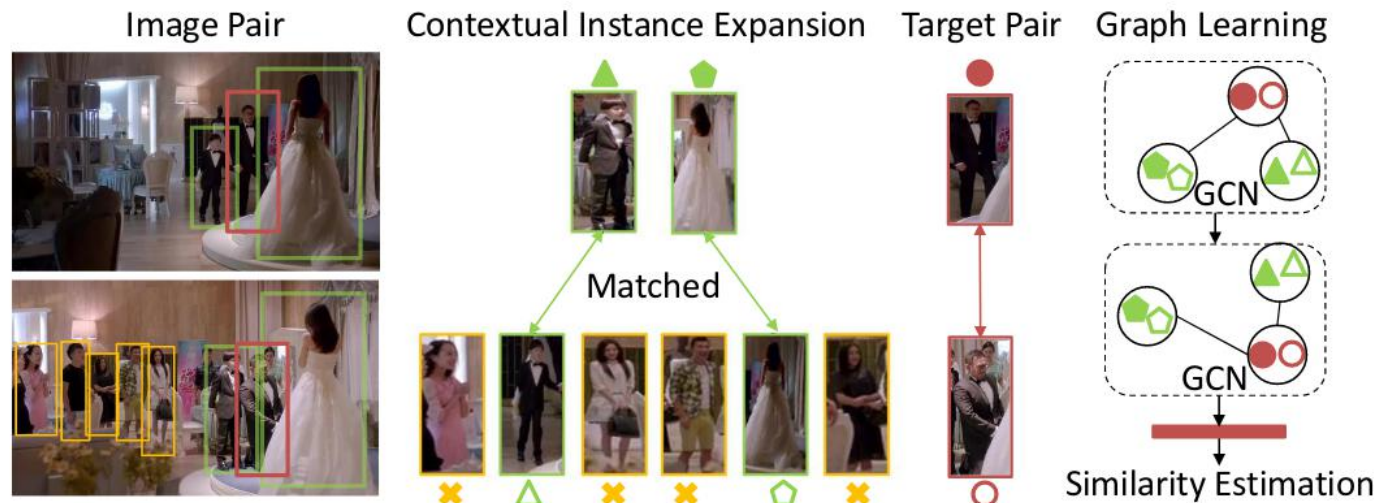 Image Pair
Contextual Instance Expansion
Target Pair
Graph Learning
Matched
GCN
GCN
Similarity Estimation